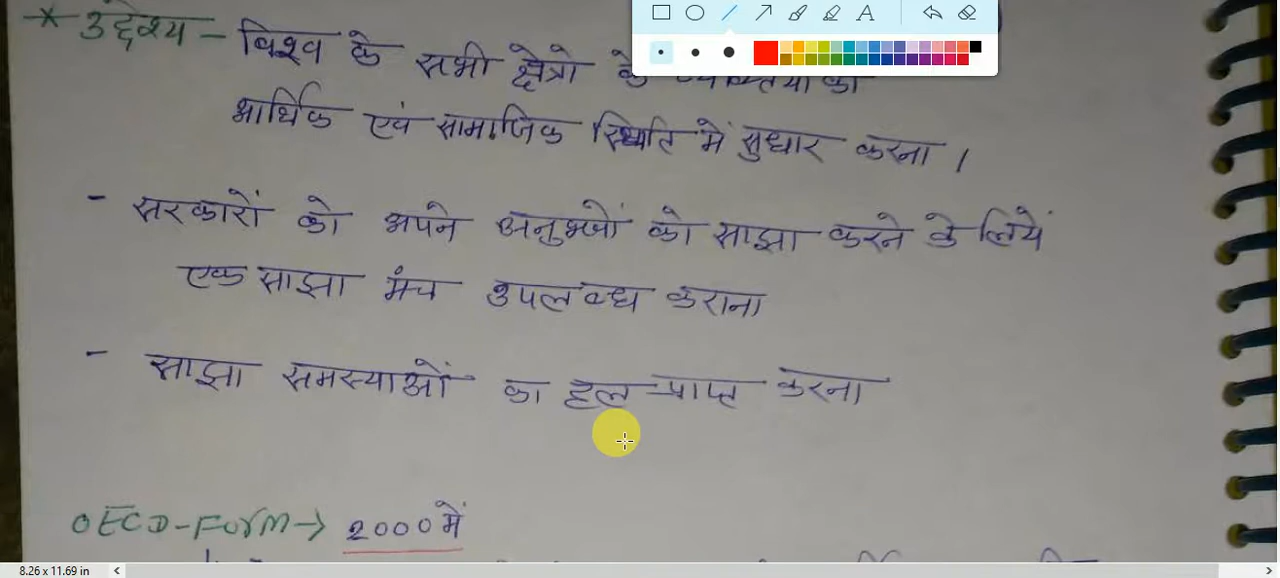 * उद्देश्य - विश्व के सभी क्षेत्रो के
आर्थिक एवं सामाजिक स्थिति में सुधार करना ।
- सरकारों को अपने अनुभवों को साझा करने के लियें
एक साझा मंच उपलब्ध कराना
- साझा समस्याओं का हल प्राप्त करना
OECD-Form→ 2000 में
8.26 x 11.69 in